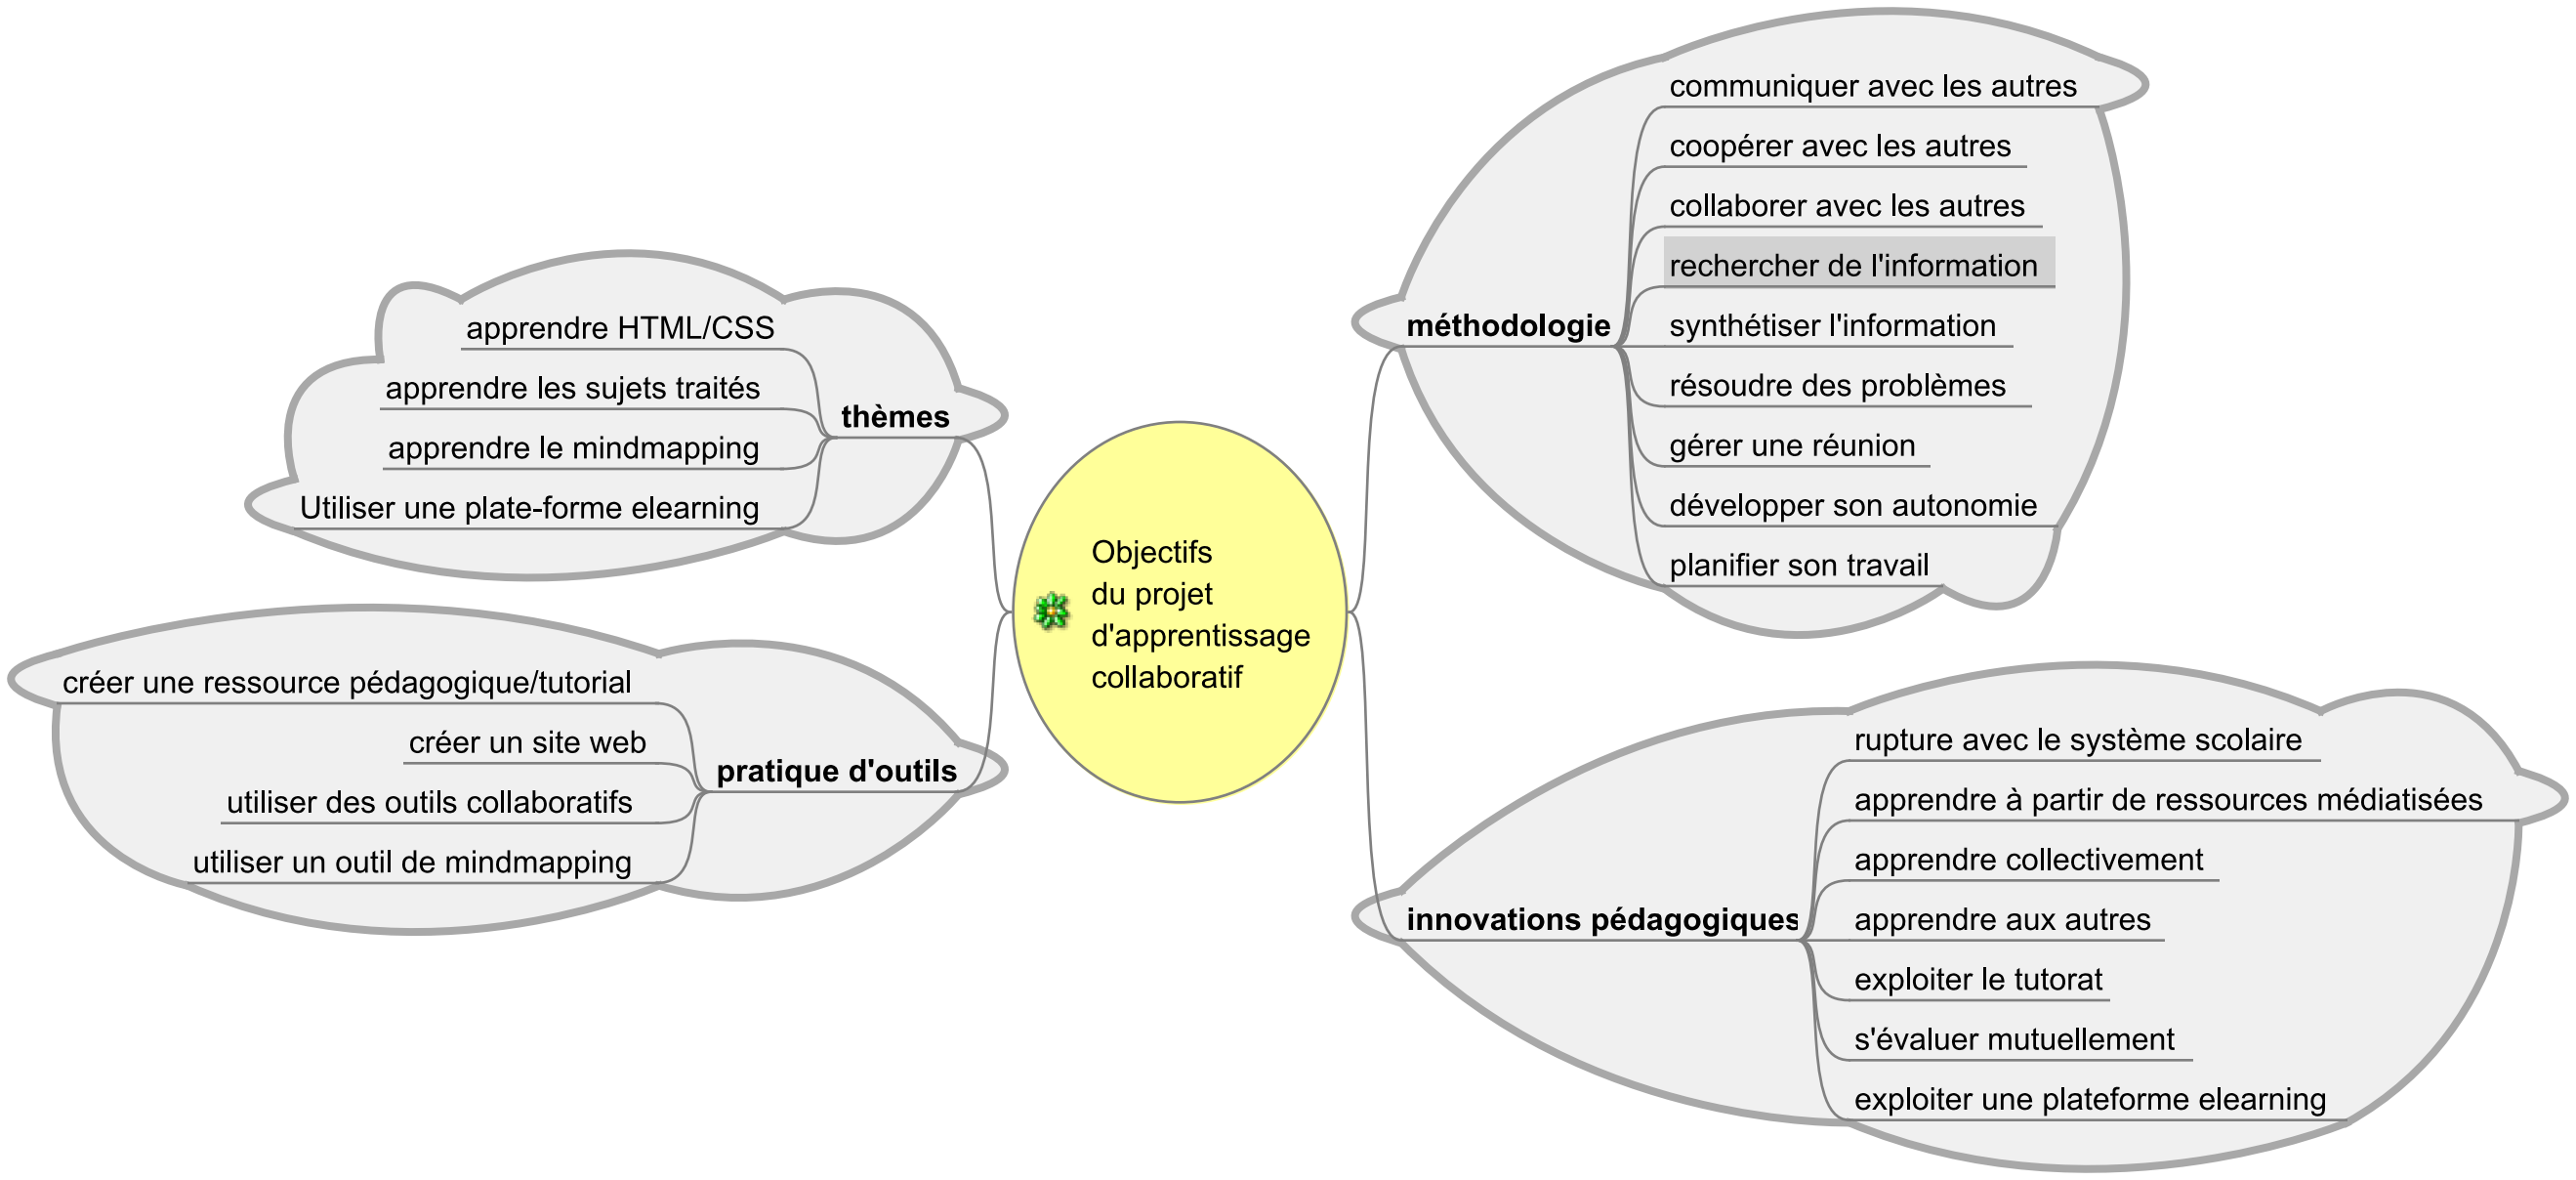 Objectifs
du projet
d'apprentissage
collaboratif
thèmes
apprendre HTML/CSS
apprendre les sujets traités
apprendre le mindmapping
Utiliser une plate-forme elearning
pratique d'outils
créer une ressource pédagogique/tutorial
créer un site web
utiliser des outils collaboratifs
utiliser un outil de mindmapping
méthodologie
communiquer avec les autres
coopérer avec les autres
collaborer avec les autres
rechercher de l'information
synthétiser l'information
résoudre des problèmes
gérer une réunion
développer son autonomie
planifier son travail
innovations pédagogiques
rupture avec le système scolaire
apprendre à partir de ressources médiatisées
apprendre collectivement
apprendre aux autres
exploiter le tutorat
s'évaluer mutuellement
exploiter une plateforme elearning